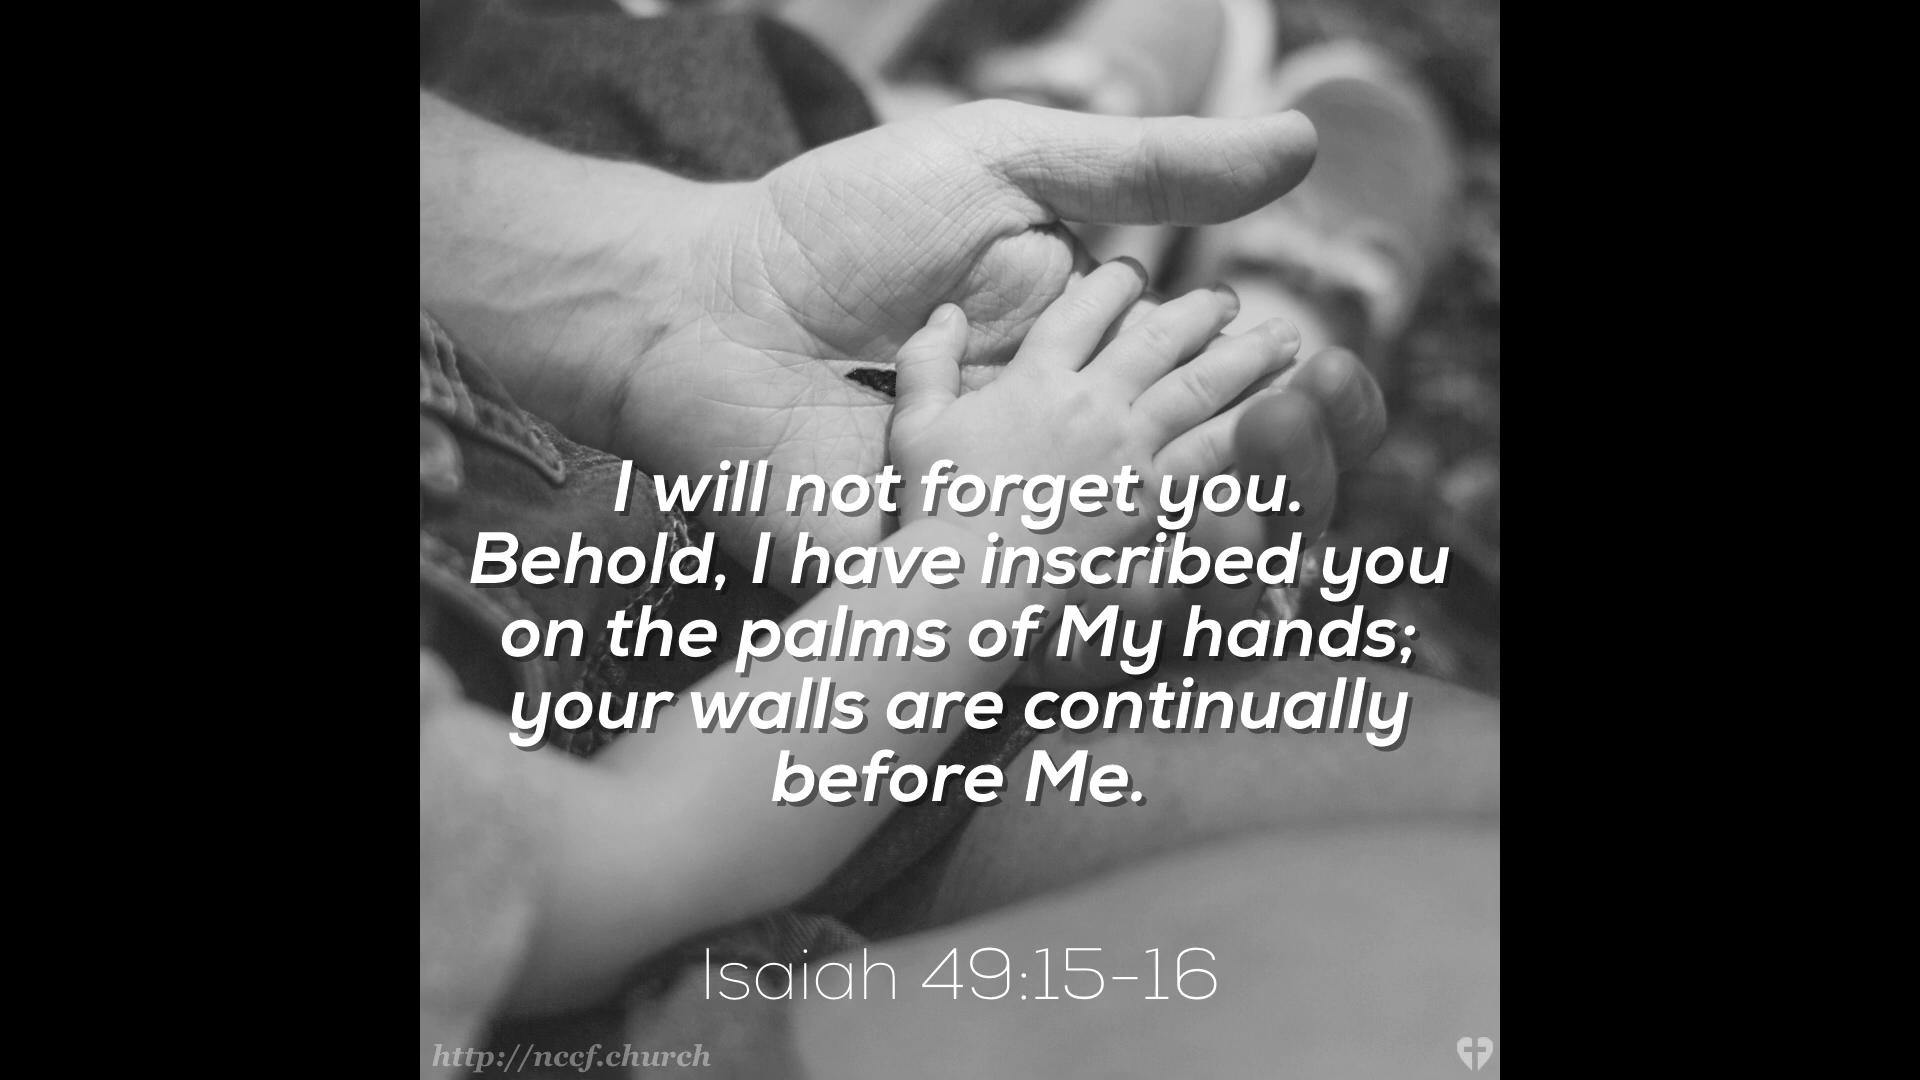 I will not forget you.
Behold, I have inscribed you
on the palms of My hands;
your walls are continually
before Me.
Isaiah 49:15-16
http://nccf.church